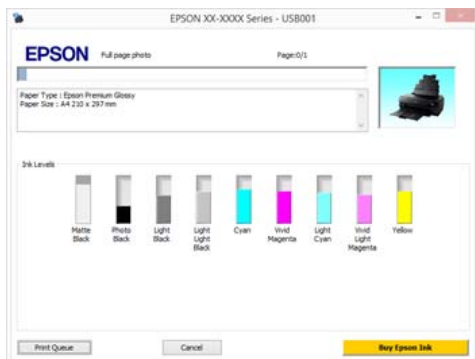 EPSON XX-XXXX Series - USB001
EPSON
Full page photo
Page:0/1
Paper Type : Epson Premium Glossy
Paper Size : A4 210 x 297 mm
Ink Levels
Matte
Black
Photo
Black
Light
Black
Light
Light
Black
Cyan
Vivid
Magenta
Light
Cyan
Vivid
Light
Magenta
Yellow
Print Queue
Cancel
Buy Epson Ink